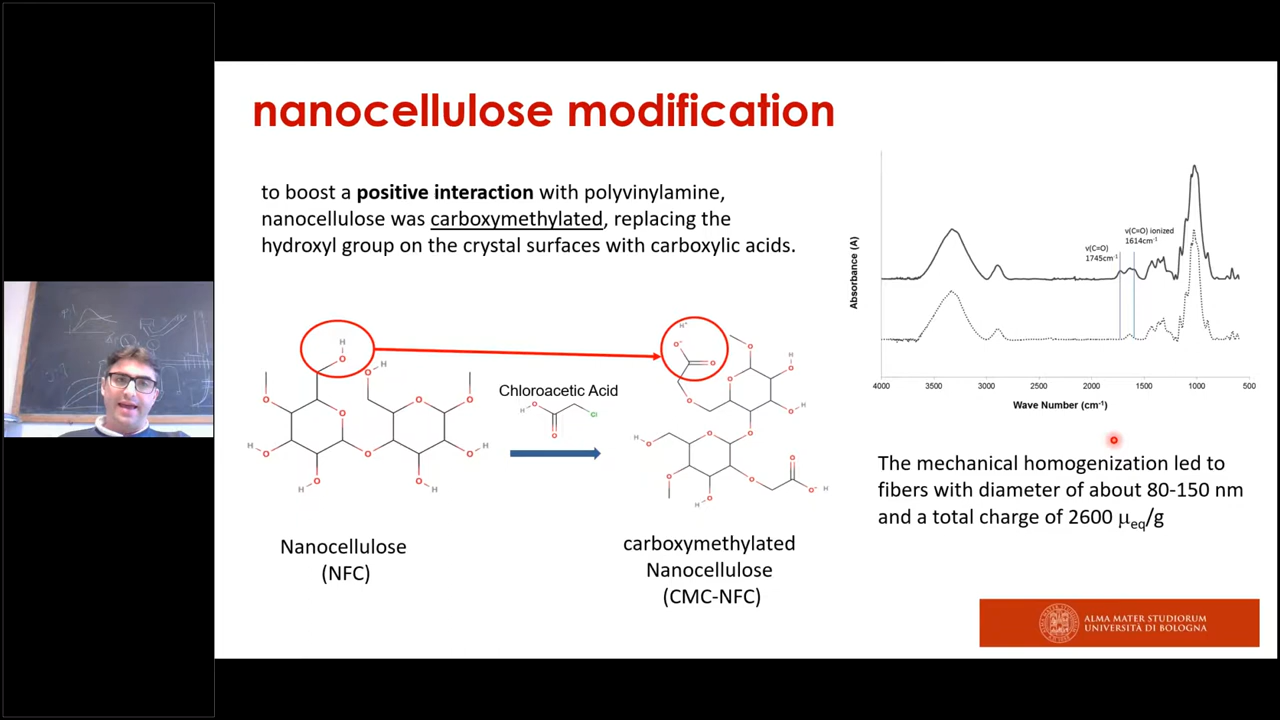 nanocellulose modification
to boost a positive interaction with polyvinylamine,
nanocellulose was carboxymethylated, replacing the
hydroxyl group on the crystal surfaces with carboxylic acids.
Chloroacetic Acid
Nanocellulose
(NFC)
carboxymethylated
Nanocellulose
(CMC-NFC)
Absorbance (A)
ν(C=O)
1745cm⁻¹
ν(C=O) ionized
1614cm⁻¹
4000 3500 3000 2500 2000 1500 1000 500
Wave Number (cm⁻¹)
The mechanical homogenization led to
fibers with diameter of about 80-150 nm
and a total charge of 2600 μeq/g
ALMA MATER STUDIORUM
UNIVERSITÀ DI BOLOGNA